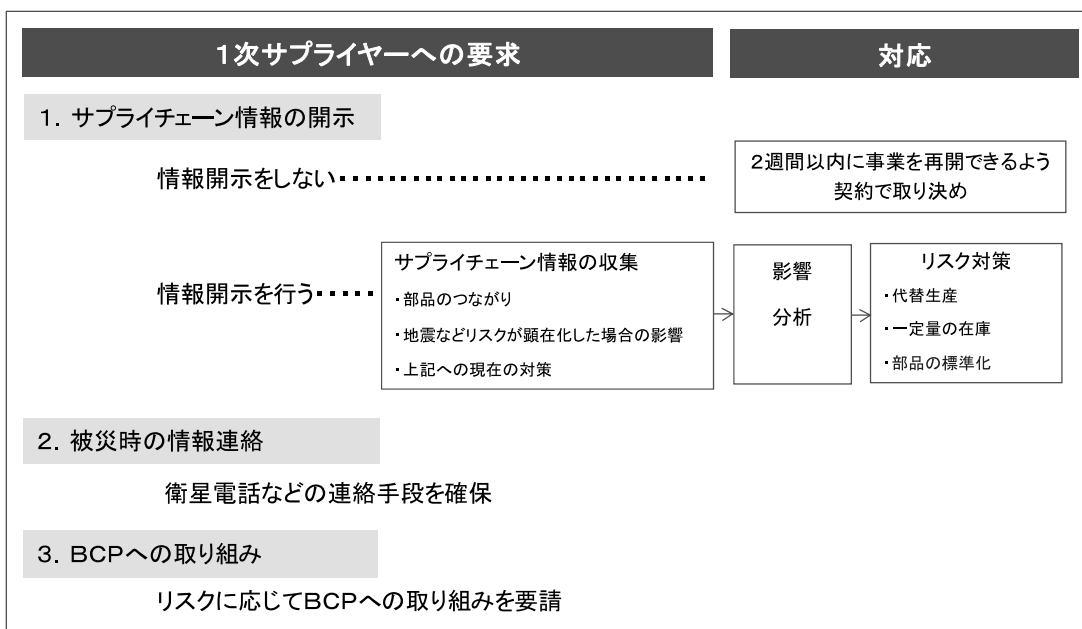 1次サプライヤーへの要求
対応
1．サプライチェーン情報の開示
情報開示をしない
2週間以内に事業を再開できるよう
契約で取り決め
情報開示を行う
サプライチェーン情報の収集
・部品のつながり
・地震などリスクが顕在化した場合の影響
・上記への現在の対策
影響
分析
リスク対策
・代替生産
・一定量の在庫
・部品の標準化
2．被災時の情報連絡
衛星電話などの連絡手段を確保
3．BCPへの取り組み
リスクに応じてBCPへの取り組みを要請